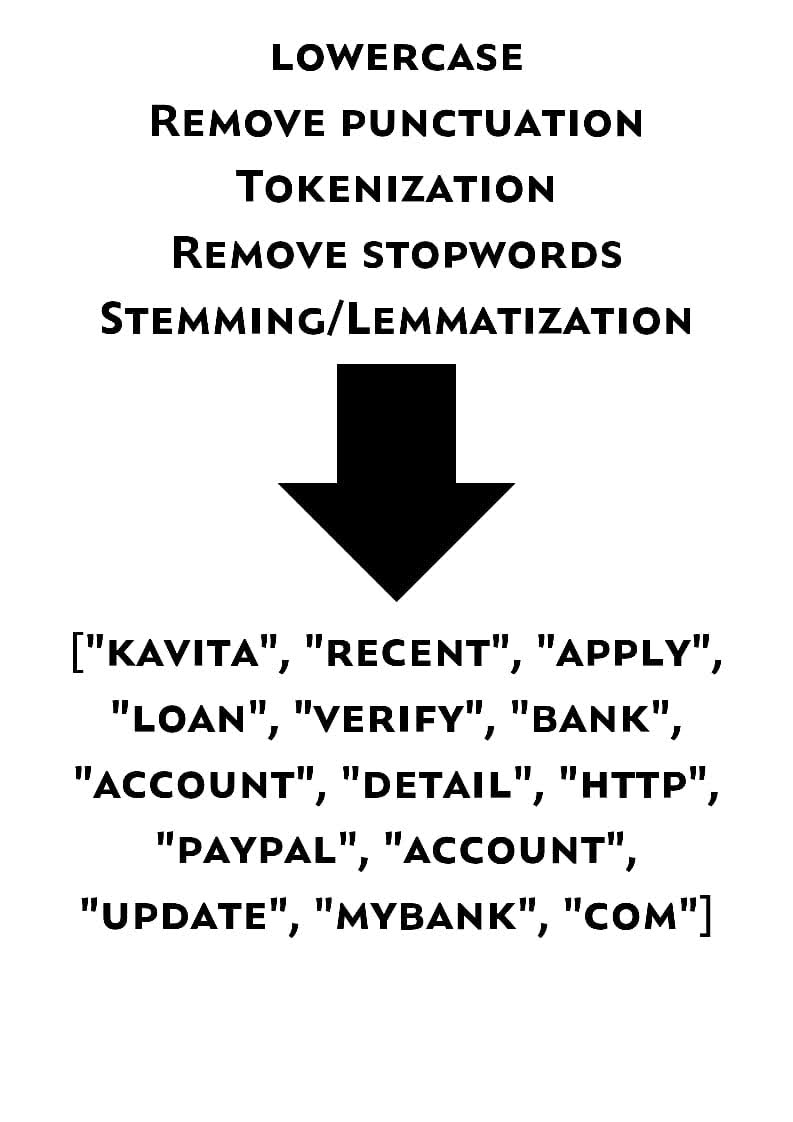 lowercase
Remove punctuation
Tokenization
Remove stopwords
Stemming/Lemmatization
["kavita", "recent", "apply",
"loan", "verify", "bank",
"account", "detail", "http",
"paypal", "account",
"update", "mybank", "com"]